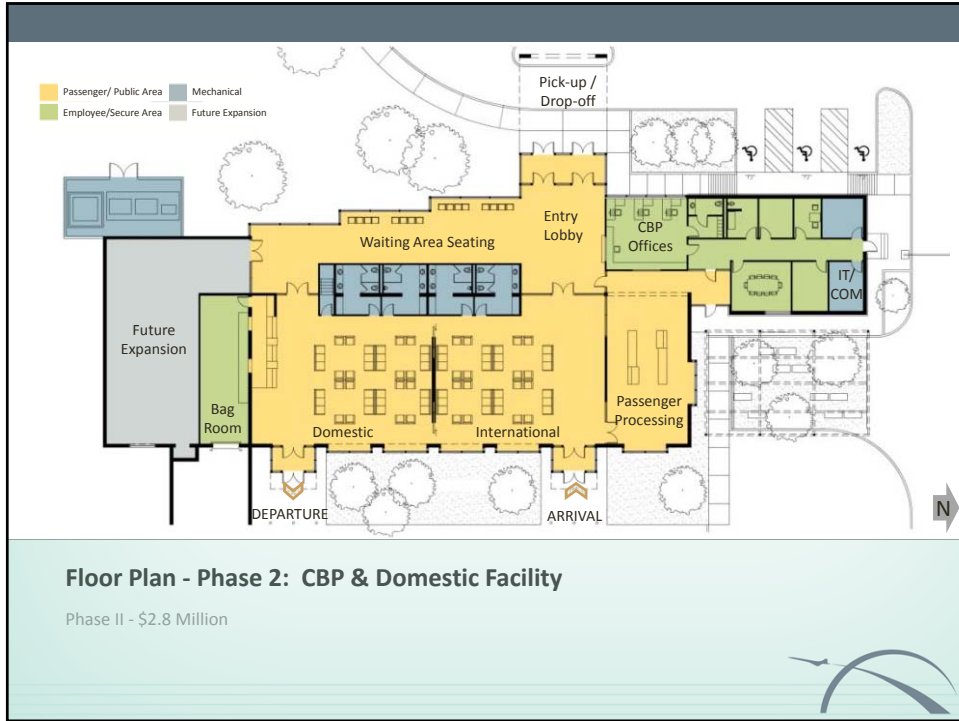 Pick-up /
Drop-off
Passenger/ Public Area
Mechanical
Employee/Secure Area
Future Expansion
Entry
Lobby
CBP
Offices
Waiting Area Seating
IT/
COM
Future
Expansion
Bag
Room
Passenger
Processing
Domestic
International
DEPARTURE
ARRIVAL
N
Floor Plan - Phase 2: CBP & Domestic Facility
Phase II - $2.8 Million